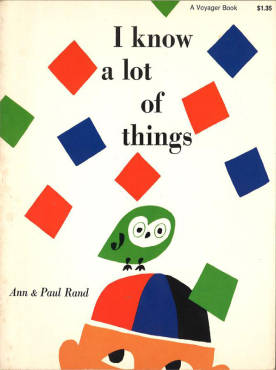 A Voyager Book $1.35
I know
a lot
of
things
Ann & Paul Rand